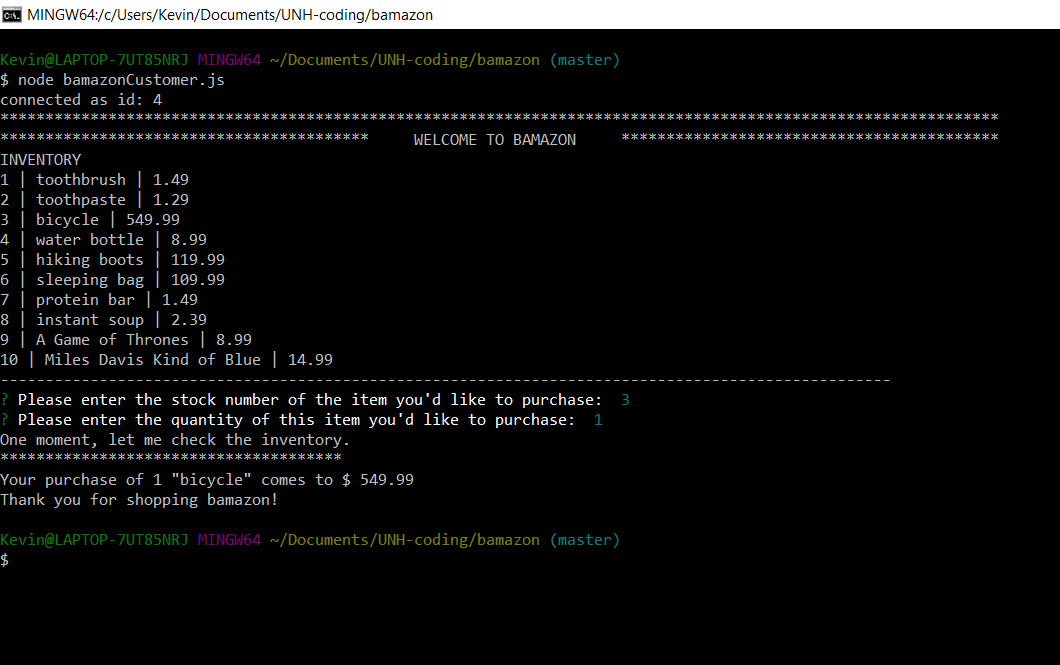 MINGW64:/c/Users/Kevin/Documents/UNH-coding/bamazon
Kevin@LAPTOP-7UT85NRJ MINGW64 ~/Documents/UNH-coding/bamazon (master)
$ node bamazonCustomer.js
connected as id: 4
***************************************************************************************************************
*****************************************     WELCOME TO BAMAZON     ******************************************
INVENTORY
1 | toothbrush | 1.49
2 | toothpaste | 1.29
3 | bicycle | 549.99
4 | water bottle | 8.99
5 | hiking boots | 119.99
6 | sleeping bag | 109.99
7 | protein bar | 1.49
8 | instant soup | 2.39
9 | A Game of Thrones | 8.99
10 | Miles Davis Kind of Blue | 14.99
---------------------------------------------------------------------------------------------------
? Please enter the stock number of the item you'd like to purchase:  3
? Please enter the quantity of this item you'd like to purchase:  1
One moment, let me check the inventory.
**************************************
Your purchase of 1 "bicycle" comes to $ 549.99
Thank you for shopping bamazon!
Kevin@LAPTOP-7UT85NRJ MINGW64 ~/Documents/UNH-coding/bamazon (master)
$